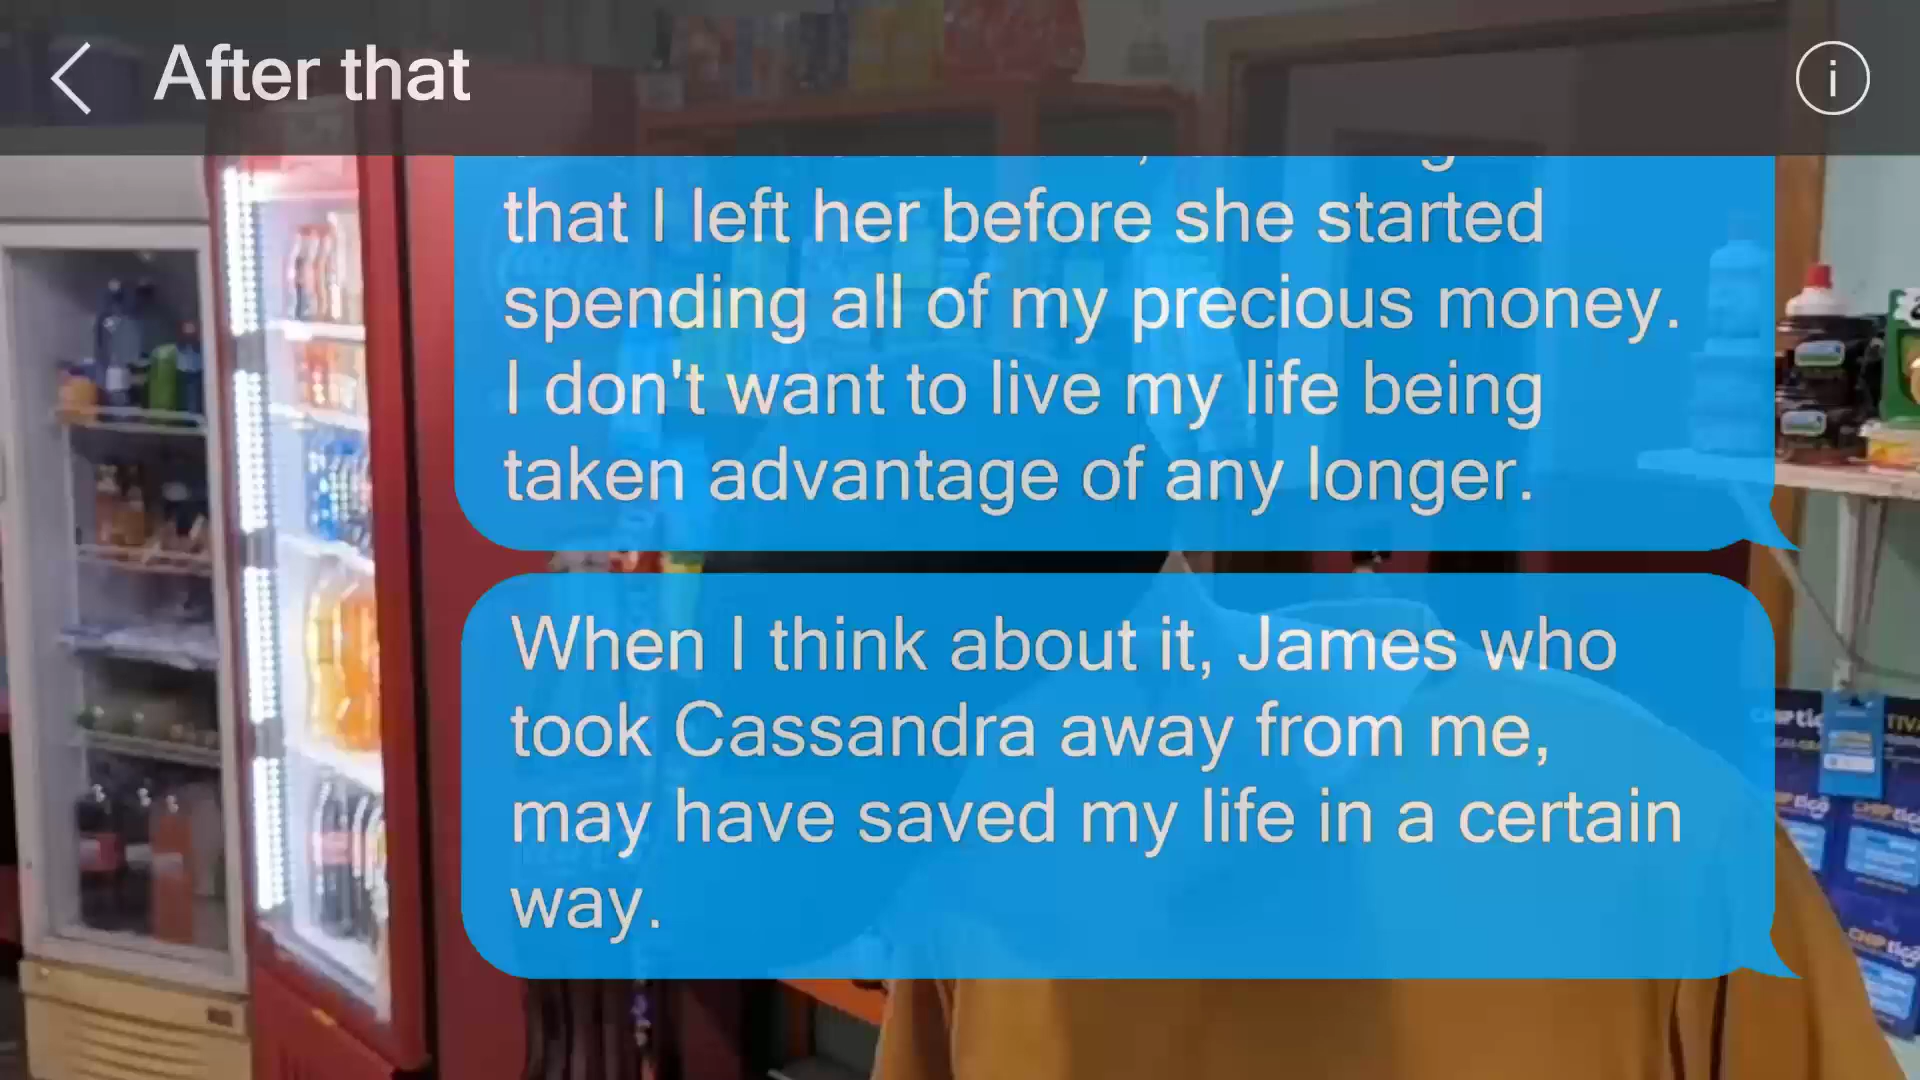 After that
that I left her before she started
spending all of my precious money.
I don't want to live my life being
taken advantage of any longer.
When I think about it, James who
took Cassandra away from me,
may have saved my life in a certain
way.